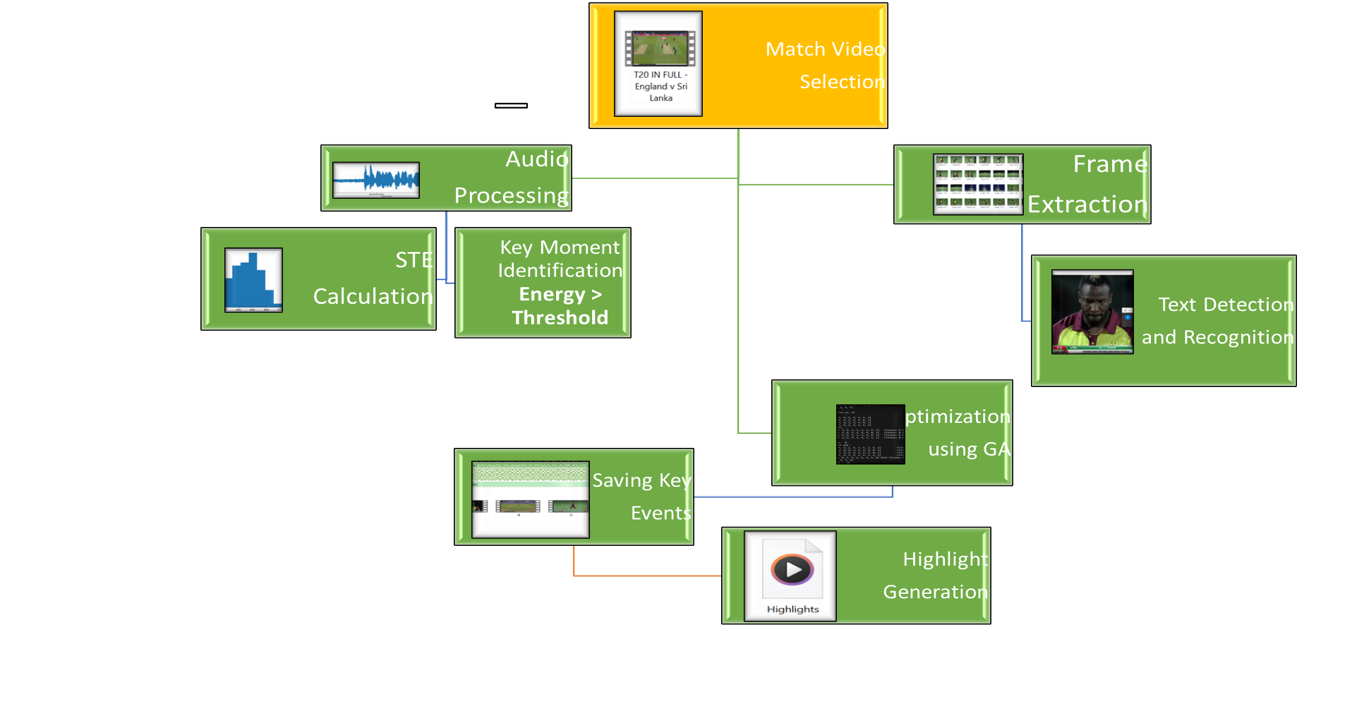 Match Video
Selection
T20 IN FULL -
England v Sri
Lanka
Audio
Processing
Frame
Extraction
STE
Calculation
Key Moment
Identification
Energy >
Threshold
Text Detection
and Recognition
ptimization
using GA
Saving Key
Events
Highlight
Generation
Highlights